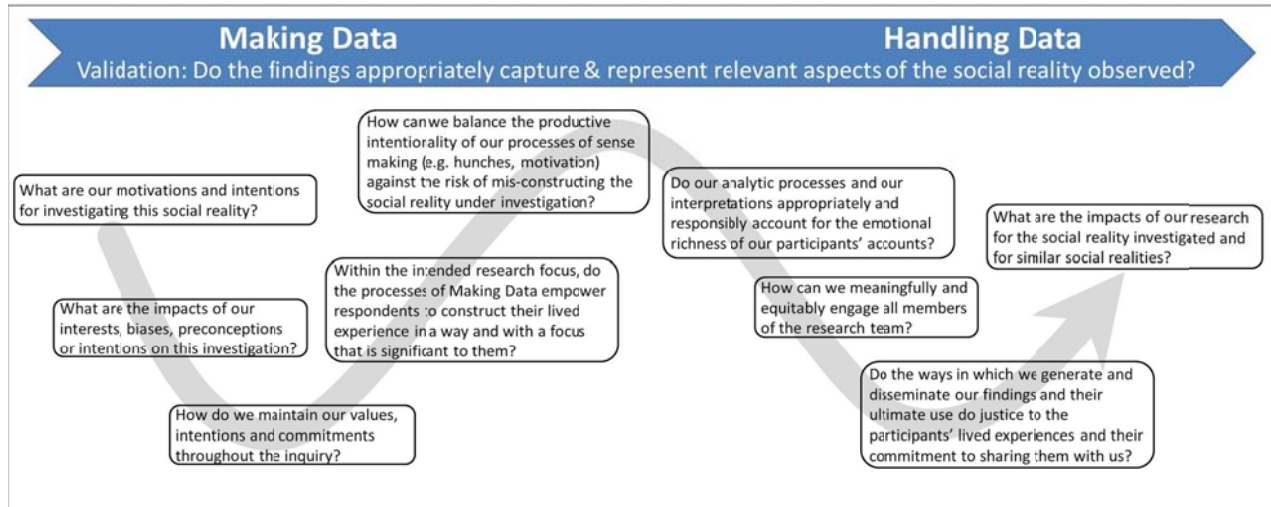 Making Data
Handling Data
Validation: Do the findings appropriately capture & represent relevant aspects of the social reality observed?
What are our motivations and intentions
for investigating this social reality?
What are the impacts of our
interests, biases, preconceptions
or intentions on this investigation?
How do we maintain our values,
intentions and commitments
throughout the inquiry?
How can we balance the productive
intentiorality of our processes of sense
making (e.g. hunches, motivation)
against the risk of mis-constructing the
social reality under investigation?
Within the intended research focus, do
the processes of Making Data empower
respondents to construct their lived
experience in a way and with a focus
that is significant to them?
Do our analytic processes and our
interpretations appropriately and
responsibly account for the emotional
richness of our participants' accounts?
How can we meaningfully and
equitably engage all members
of the research team?
Do the ways in which we generate and
disseminate our findings and their
ultimate use do justice to the
participants' lived experiences and their
commitment to sharing them with us?
What are the impacts of our research
for the social reality investigated and
for similar social realities?